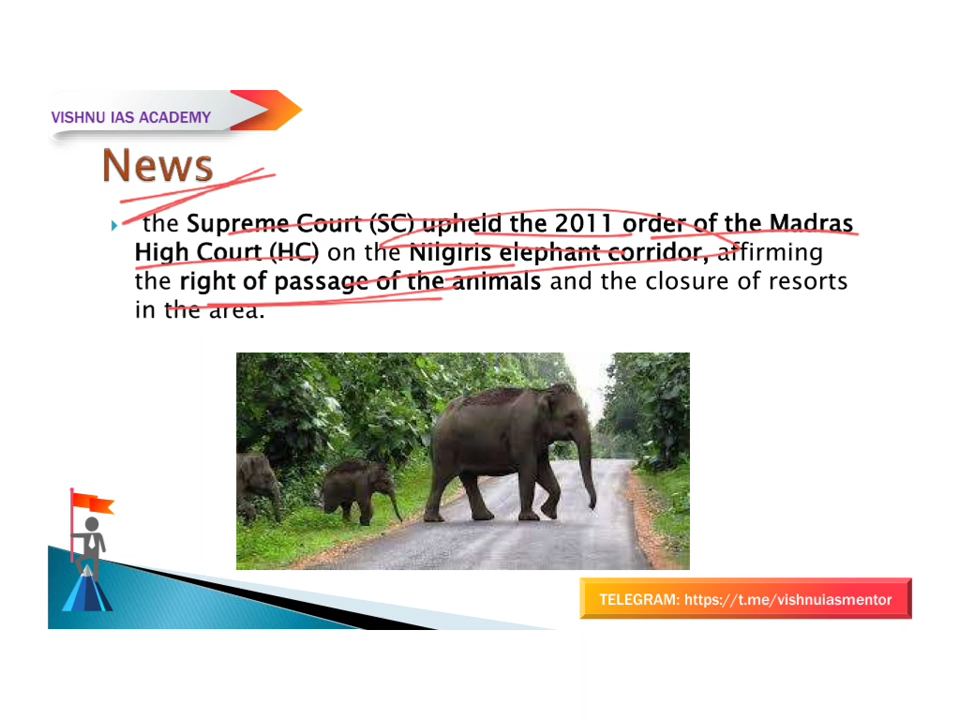 VISHNU IAS ACADEMY
News
the Supreme Court (SC) upheld the 2011 order of the Madras
High Court (HC) on the Nilgiris elephant corridor, affirming
the right of passage of the animals and the closure of resorts
in the area.
TELEGRAM: https://t.me/vishnuiasmentor